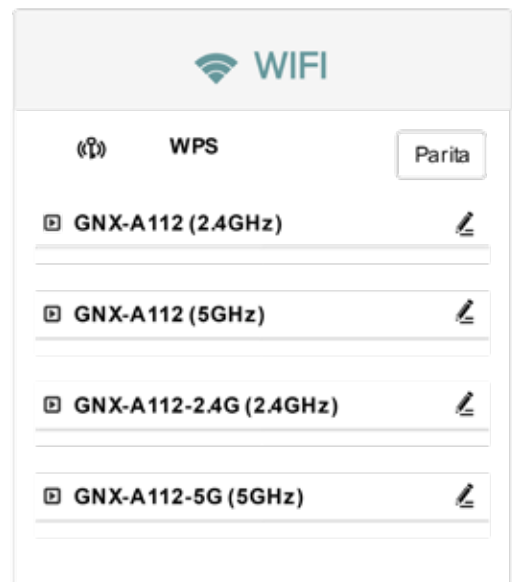 WIFI
WPS Parita
GNX-A112 (2.4GHz)
GNX-A112 (5GHz)
GNX-A112-2.4G (2.4GHz)
GNX-A112-5G (5GHz)